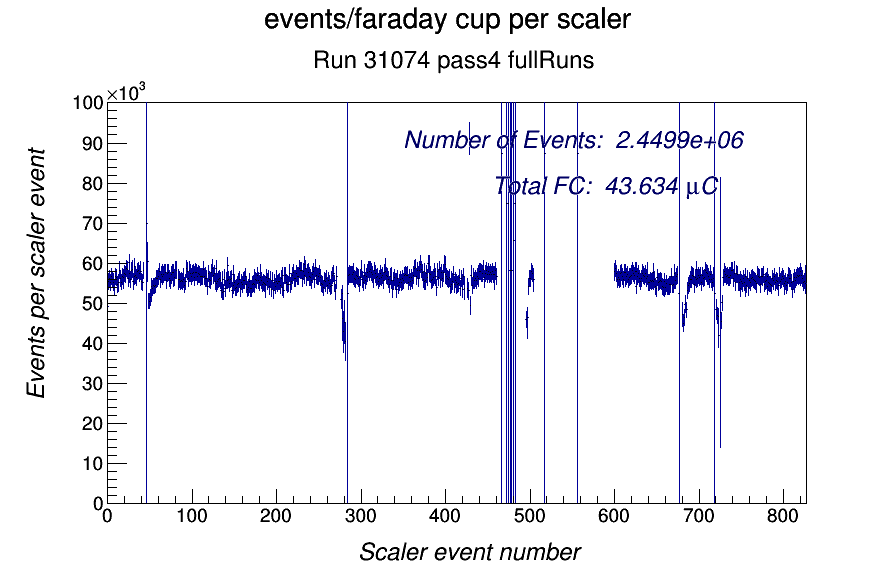 events/faraday cup per scaler
Run 31074 pass4 fullRuns
×10³
100
90
80
70
60
50
40
30
20
10
0
Number of Events: 2.4499e+06
Total FC: 43.634 μC
Events per scaler event
0 100 200 300 400 500 600 700 800
Scaler event number